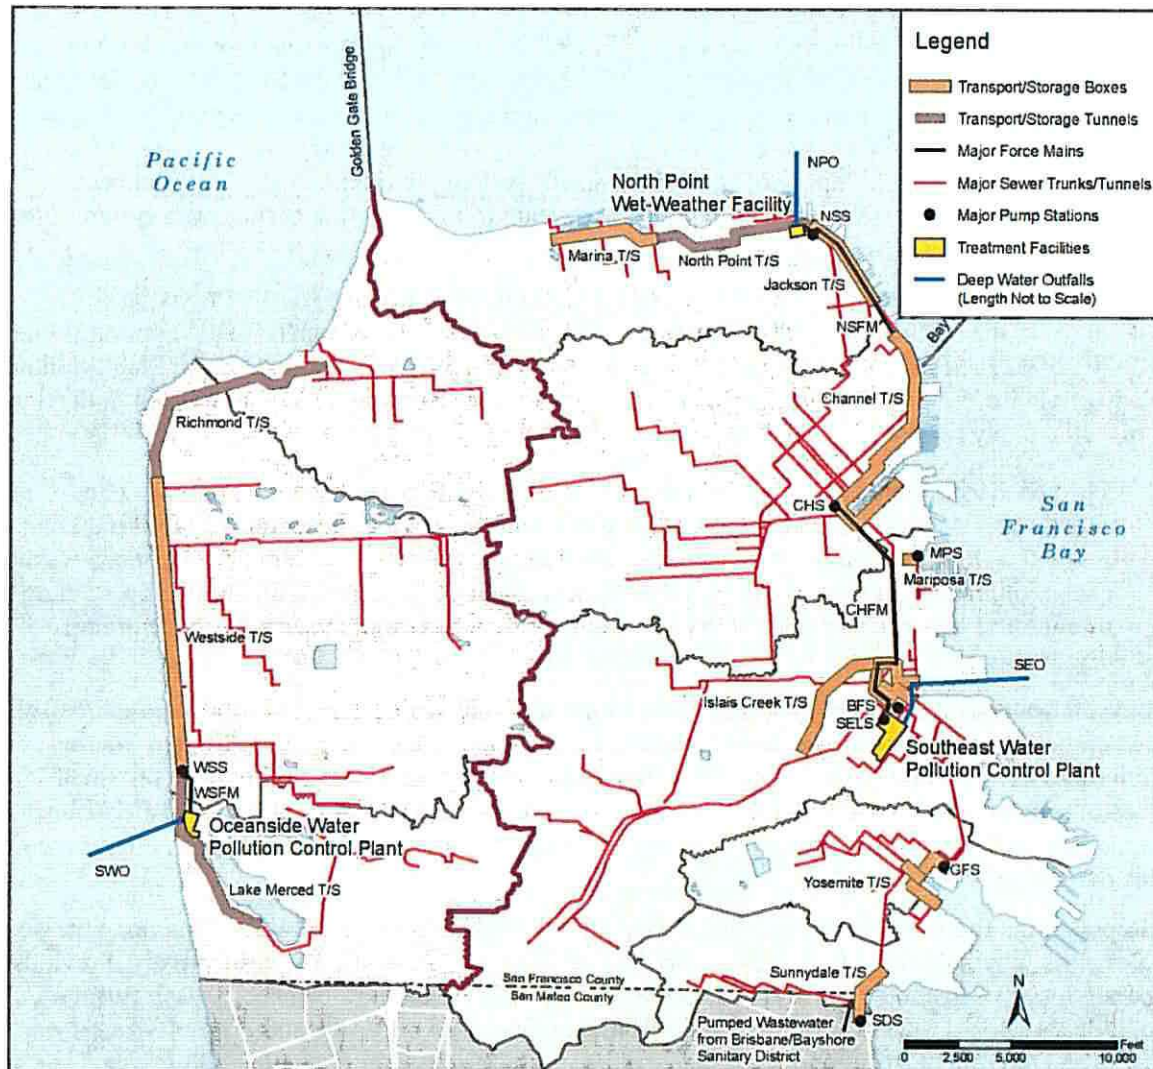 Legend
Transport/Storage Boxes
Transport/Storage Tunnels
Major Force Mains
Major Sewer Trunks/Tunnels
Major Pump Stations
Treatment Facilities
Deep Water Outfalls
(Length Not to Scale)
Golden Gate Bridge
Pacific
Ocean
NPO
North Point
Wet-Weather Facility
NSS
Marina T/S
North Point T/S
Jackson T/S
NSFM
Bay
Channel T/S
Richmond T/S
CHS
San
Francisco
Bay
MPS
Mariposa T/S
CHFM
Westside T/S
SEO
Islais Creek T/S
BFS
SELS
Southeast Water
Pollution Control Plant
WSS
WSFM
Oceanside Water
Pollution Control Plant
SWO
Lake Merced T/S
Yosemite T/S
GFS
Sunnydale T/S
San Francisco County
San Mateo County
SDS
Pumped Wastewater
from Brisbane/Bayshore
Sanitary District
N
Feet
0 2,500 5,000 10,000